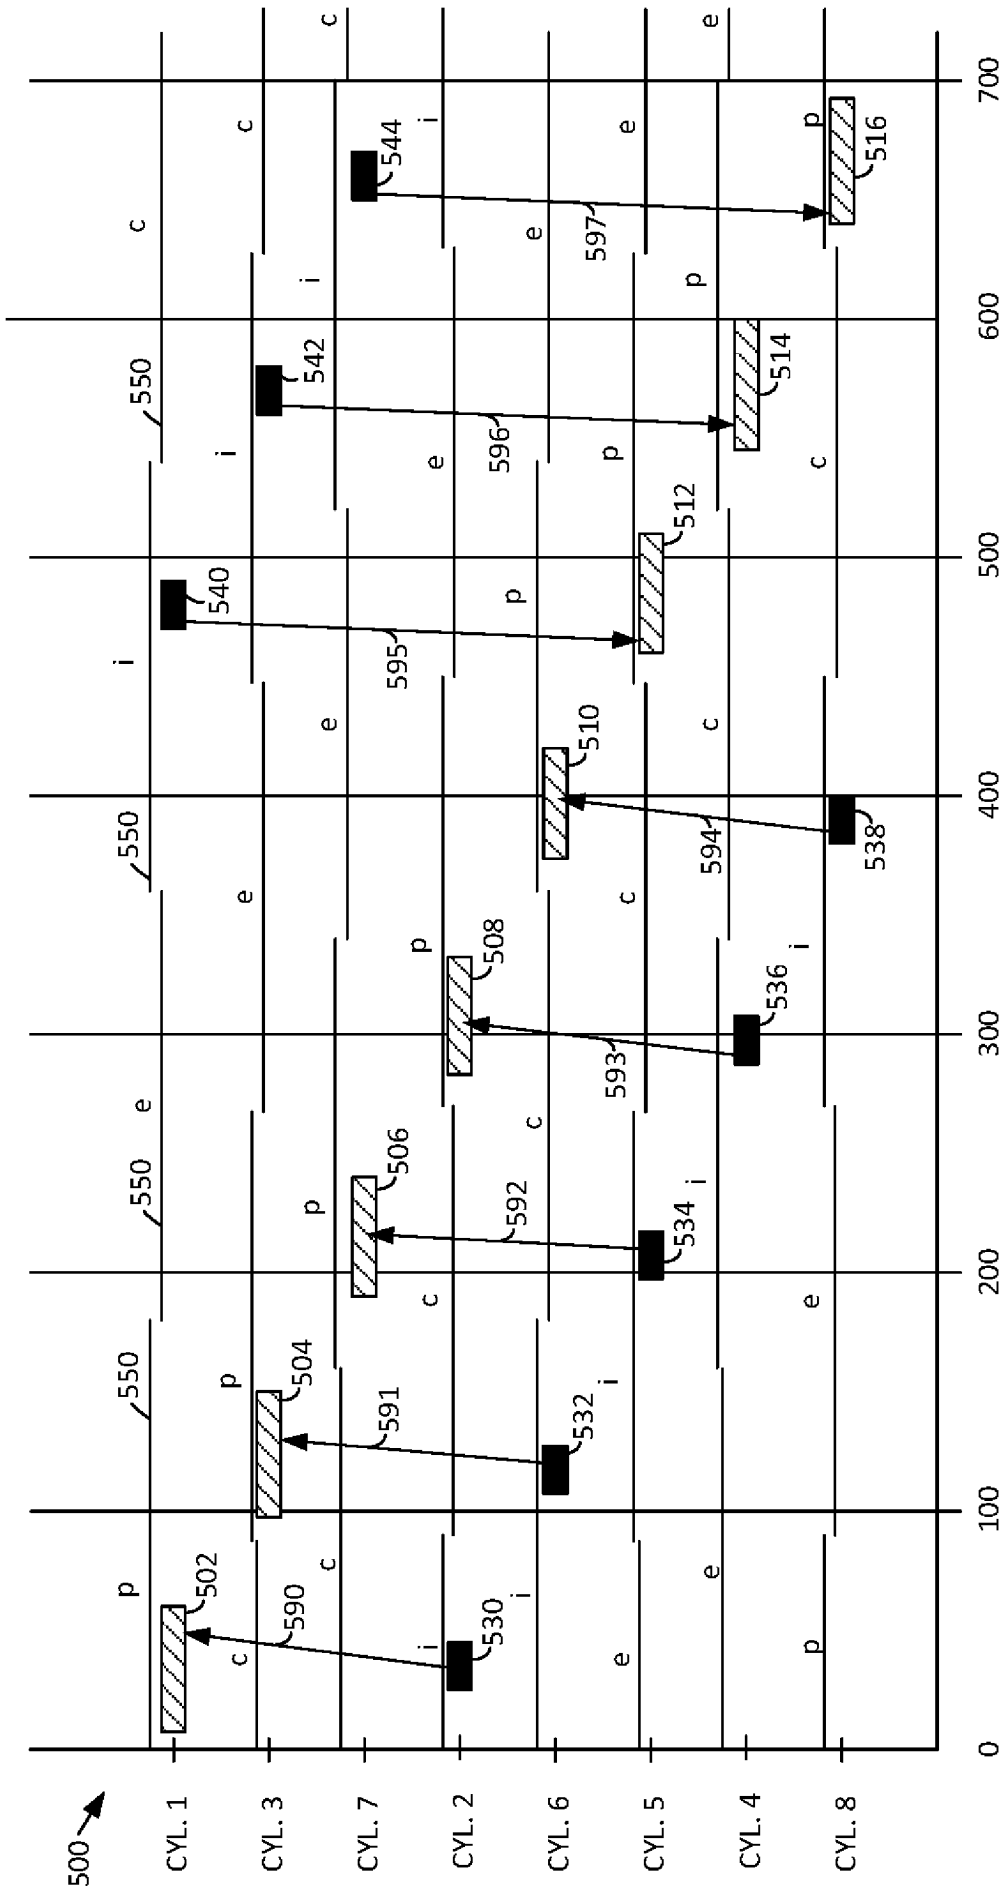 500
p 550 e 550 550 i 550 c
CYL. 1
502 540
c p e i c
CYL. 3
590 504 542 i
c p e c
CYL. 7
591 506 595 544
i c p e i
CYL. 2
530 508 596
i 592 c p e
CYL. 6
532 510 597
593
e i c p e
CYL. 5
534 512
e i 594 c p e
CYL. 4
536 514
p e i c p
CYL. 8
538 516
0 100 200 300 400 500 600 700